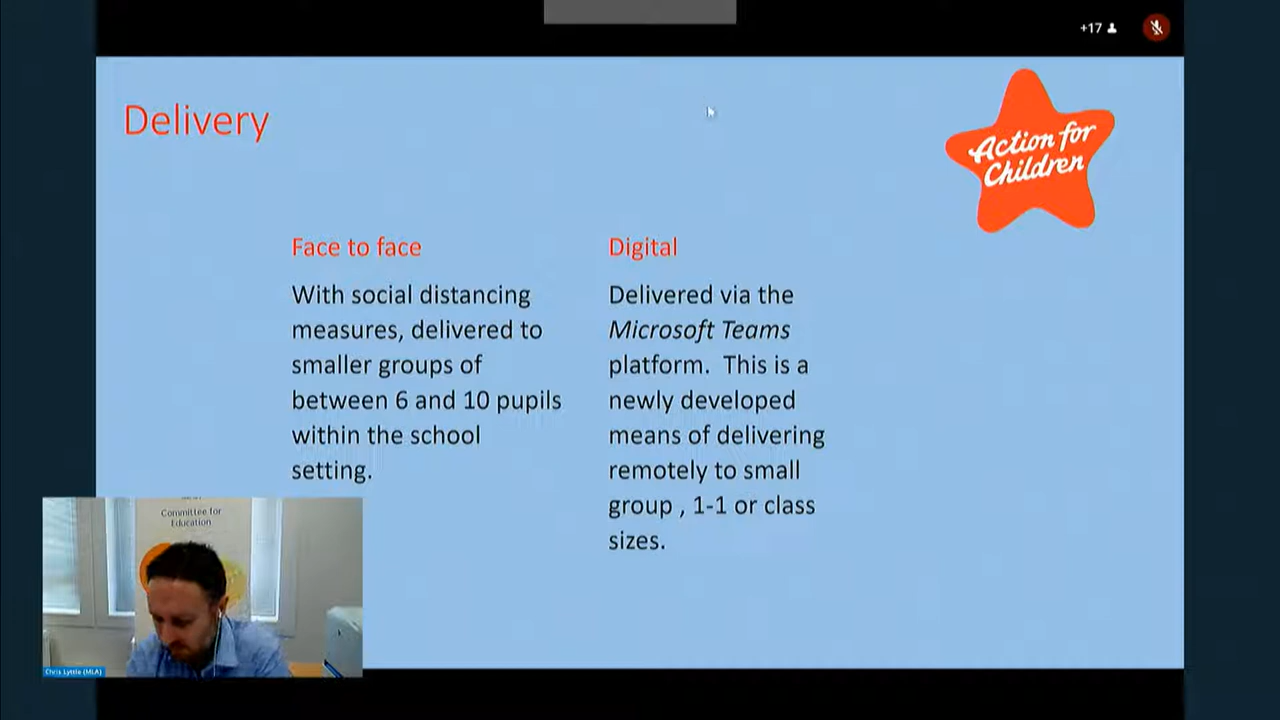 +17
Delivery
Action for
Children
Face to face
With social distancing
measures, delivered to
smaller groups of
between 6 and 10 pupils
within the school
setting.
Digital
Delivered via the
Microsoft Teams
platform.  This is a
newly developed
means of delivering
remotely to small
group , 1-1 or class
sizes.
Committee for
Education
Chris Lyttle (MLA)